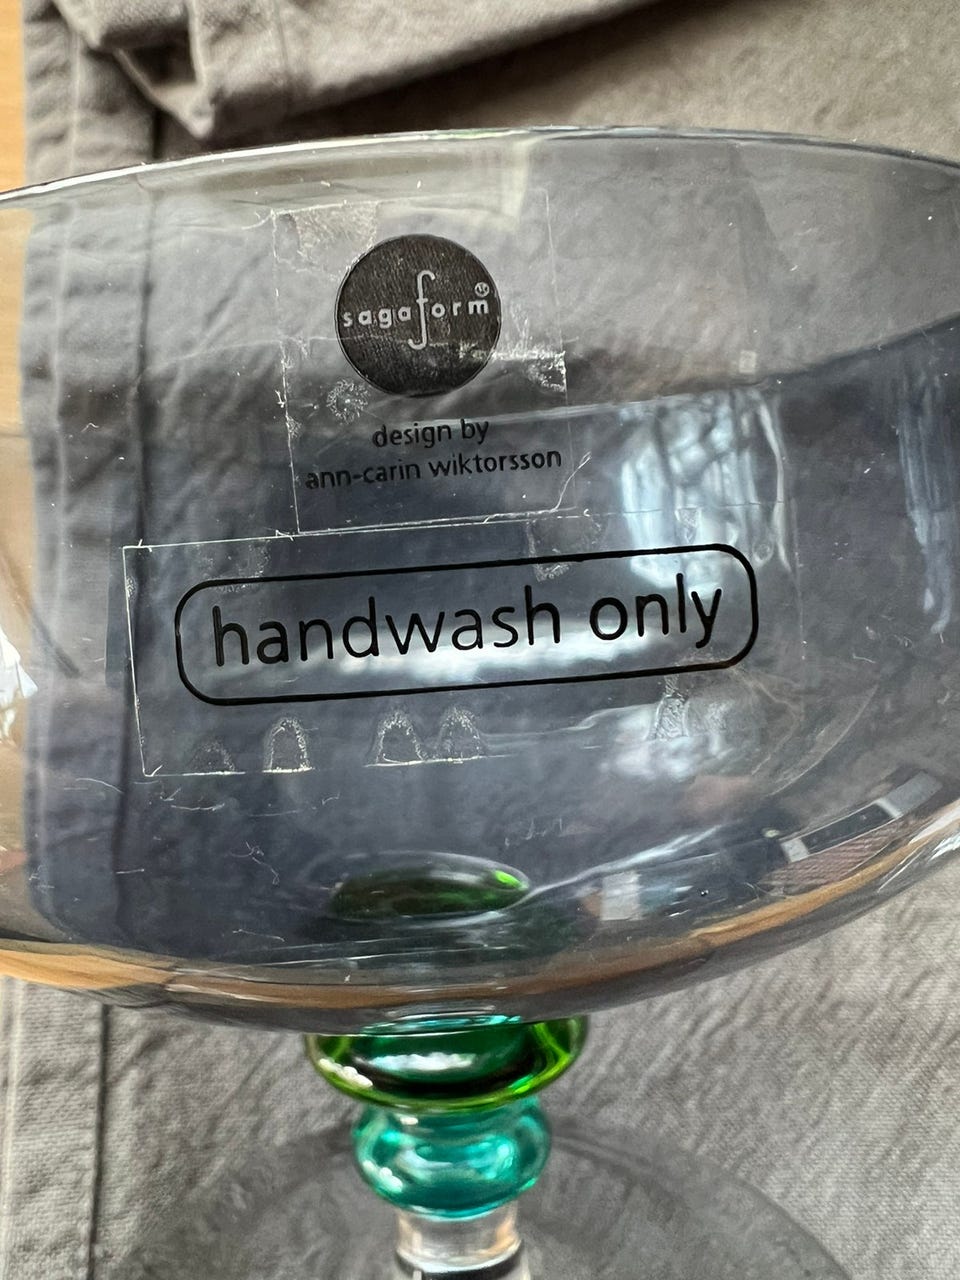 sagaform
design by
ann-carin wiktorsson
handwash only